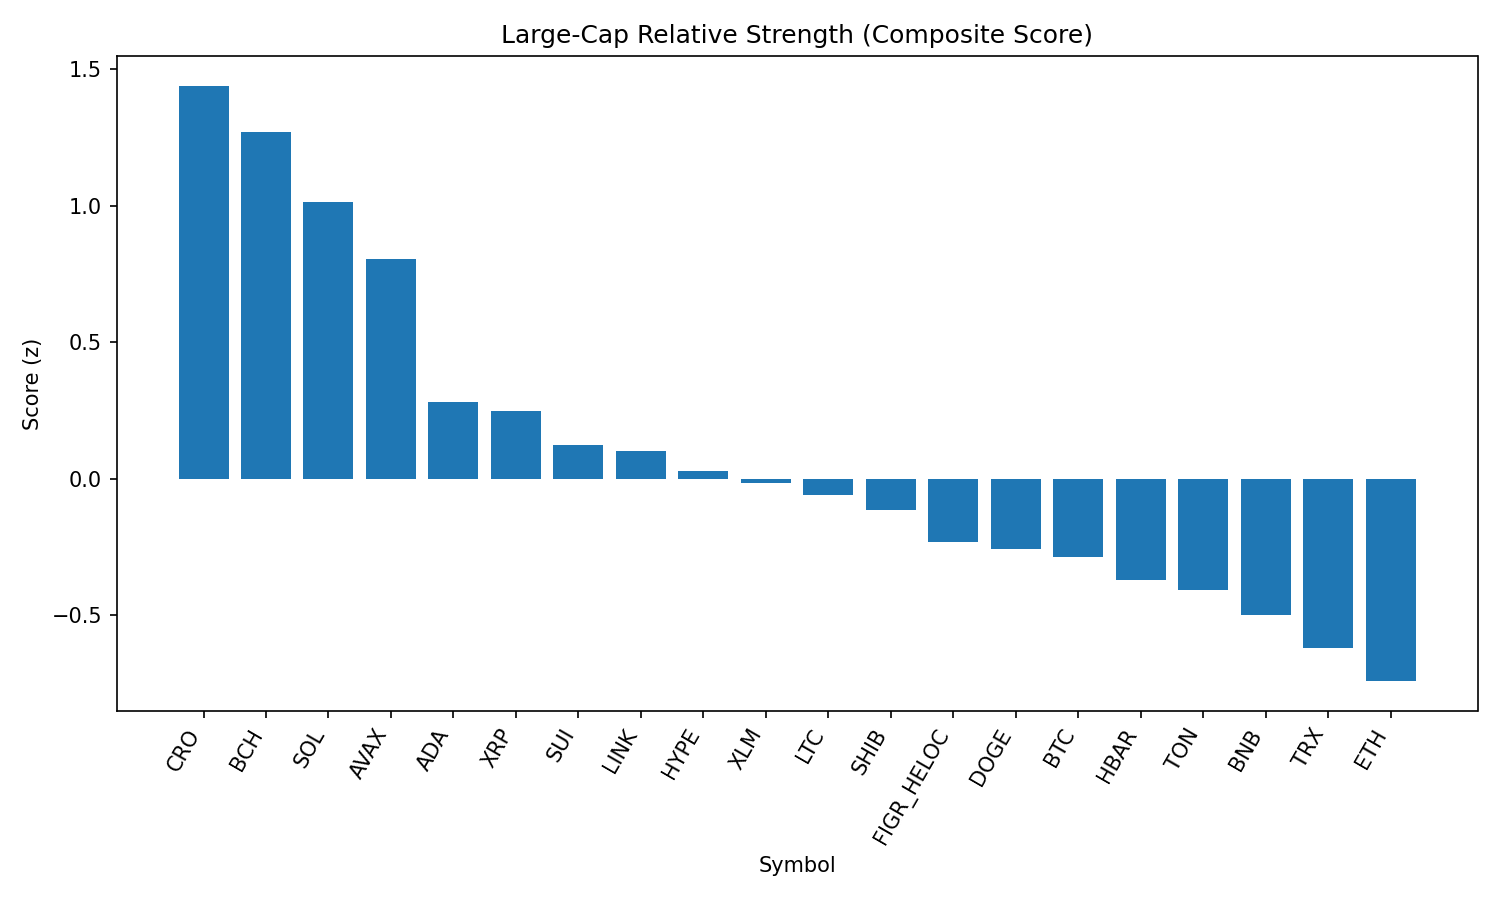 Large-Cap Relative Strength (Composite Score)
Score (z)
1.5
1.0
0.5
0.0
−0.5
CRO
BCH
SOL
AVAX
ADA
XRP
SUI
LINK
HYPE
XLM
LTC
SHIB
FIGR_HELOC
DOGE
BTC
HBAR
TON
BNB
TRX
ETH
Symbol